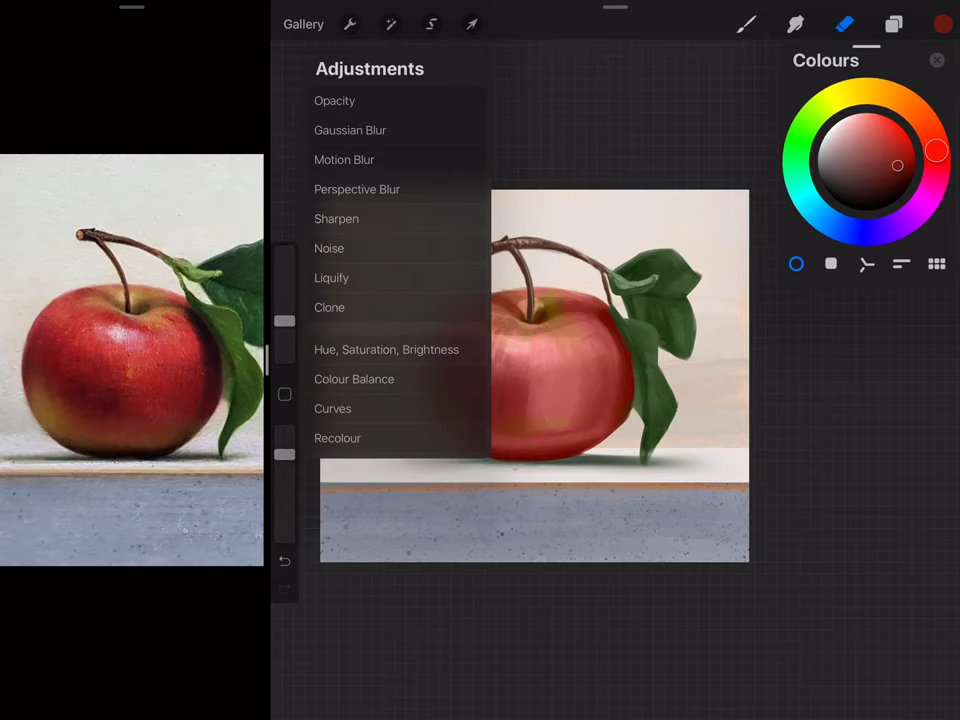 Gallery
Adjustments
Opacity
Gaussian Blur
Motion Blur
Perspective Blur
Sharpen
Noise
Liquify
Clone
Hue, Saturation, Brightness
Colour Balance
Curves
Recolour
Colours